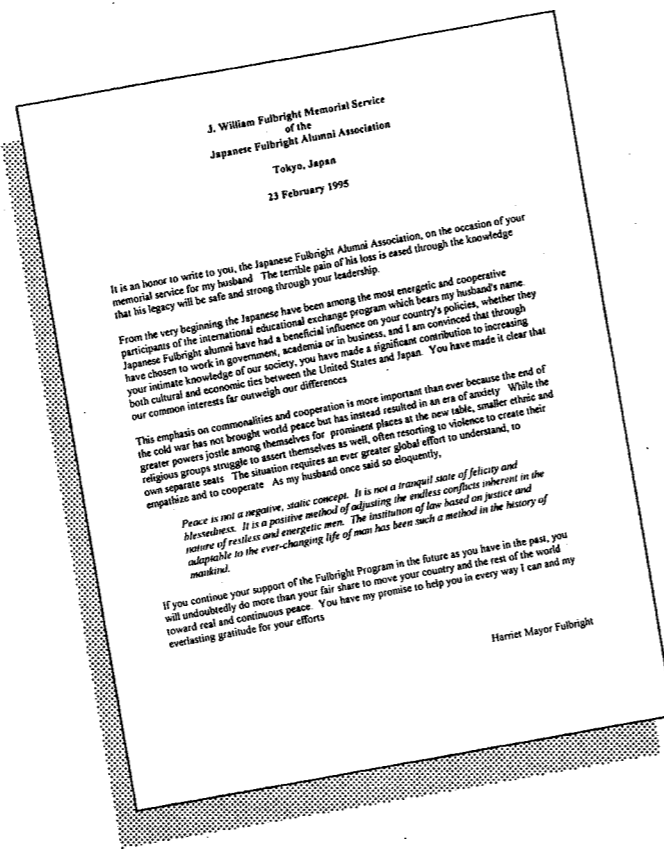 J. William Fulbright Memorial Service
of the
Japanese Fulbright Alumni Association
Tokyo, Japan
23 February 1995
It is an honor to write to you, the Japanese Fulbright Alumni Association, on the occasion of your
memorial service for my husband The terrible pain of his loss is eased through the knowledge
that his legacy will be safe and strong through your leadership.
From the very beginning the Japanese have been among the most energetic and cooperative
participants of the international educational exchange program which bears my husband's name
Japanese Fulbright alumni have had a beneficial influence on your country's policies, whether they
have chosen to work in government, academia or in business, and I am convinced that through
your intimate knowledge of our society, you have made a significant contribution to increasing
both cultural and economic ties between the United States and Japan. You have made it clear that
our common interests far outweigh our differences
This emphasis on commonalities and cooperation is more important than ever because the end of
the cold war has not brought world peace but has instead resulted in an era of anxiety While the
greater powers jostle among themselves for prominent places at the new table, smaller ethnic and
religious groups struggle to assert themselves as well, often resorting to violence to create their
own separate seats The situation requires an ever greater global effort to understand, to
empathize and to cooperate As my husband once said so eloquently,
Peace is not a negative, static concept. It is not a tranquil state of felicity and
blessedness. It is a positive method of adjusting the endless conflicts inherent in the
nature of restless and energetic men. The institution of law based on justice and
adaptable to the ever-changing life of man has been such a method in the history of
mankind.
If you continue your support of the Fulbright Program in the future as you have in the past, you
will undoubtedly do more than your fair share to move your country and the rest of the world
toward real and continuous peace. You have my promise to help you in every way I can and my
everlasting gratitude for your efforts
Harriet Mayor Fulbright